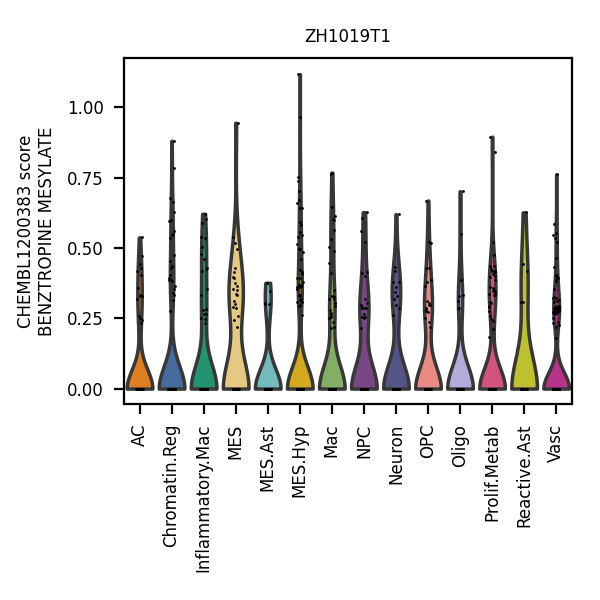 ZH1019T1
CHEMBL1200383 score
BENZTROPINE MESYLATE
1.00
0.75
0.50
0.25
0.00
AC
Chromatin.Reg
Inflammatory.Mac
MES
MES.Ast
MES.Hyp
Mac
NPC
Neuron
OPC
Oligo
Prolif.Metab
Reactive.Ast
Vasc